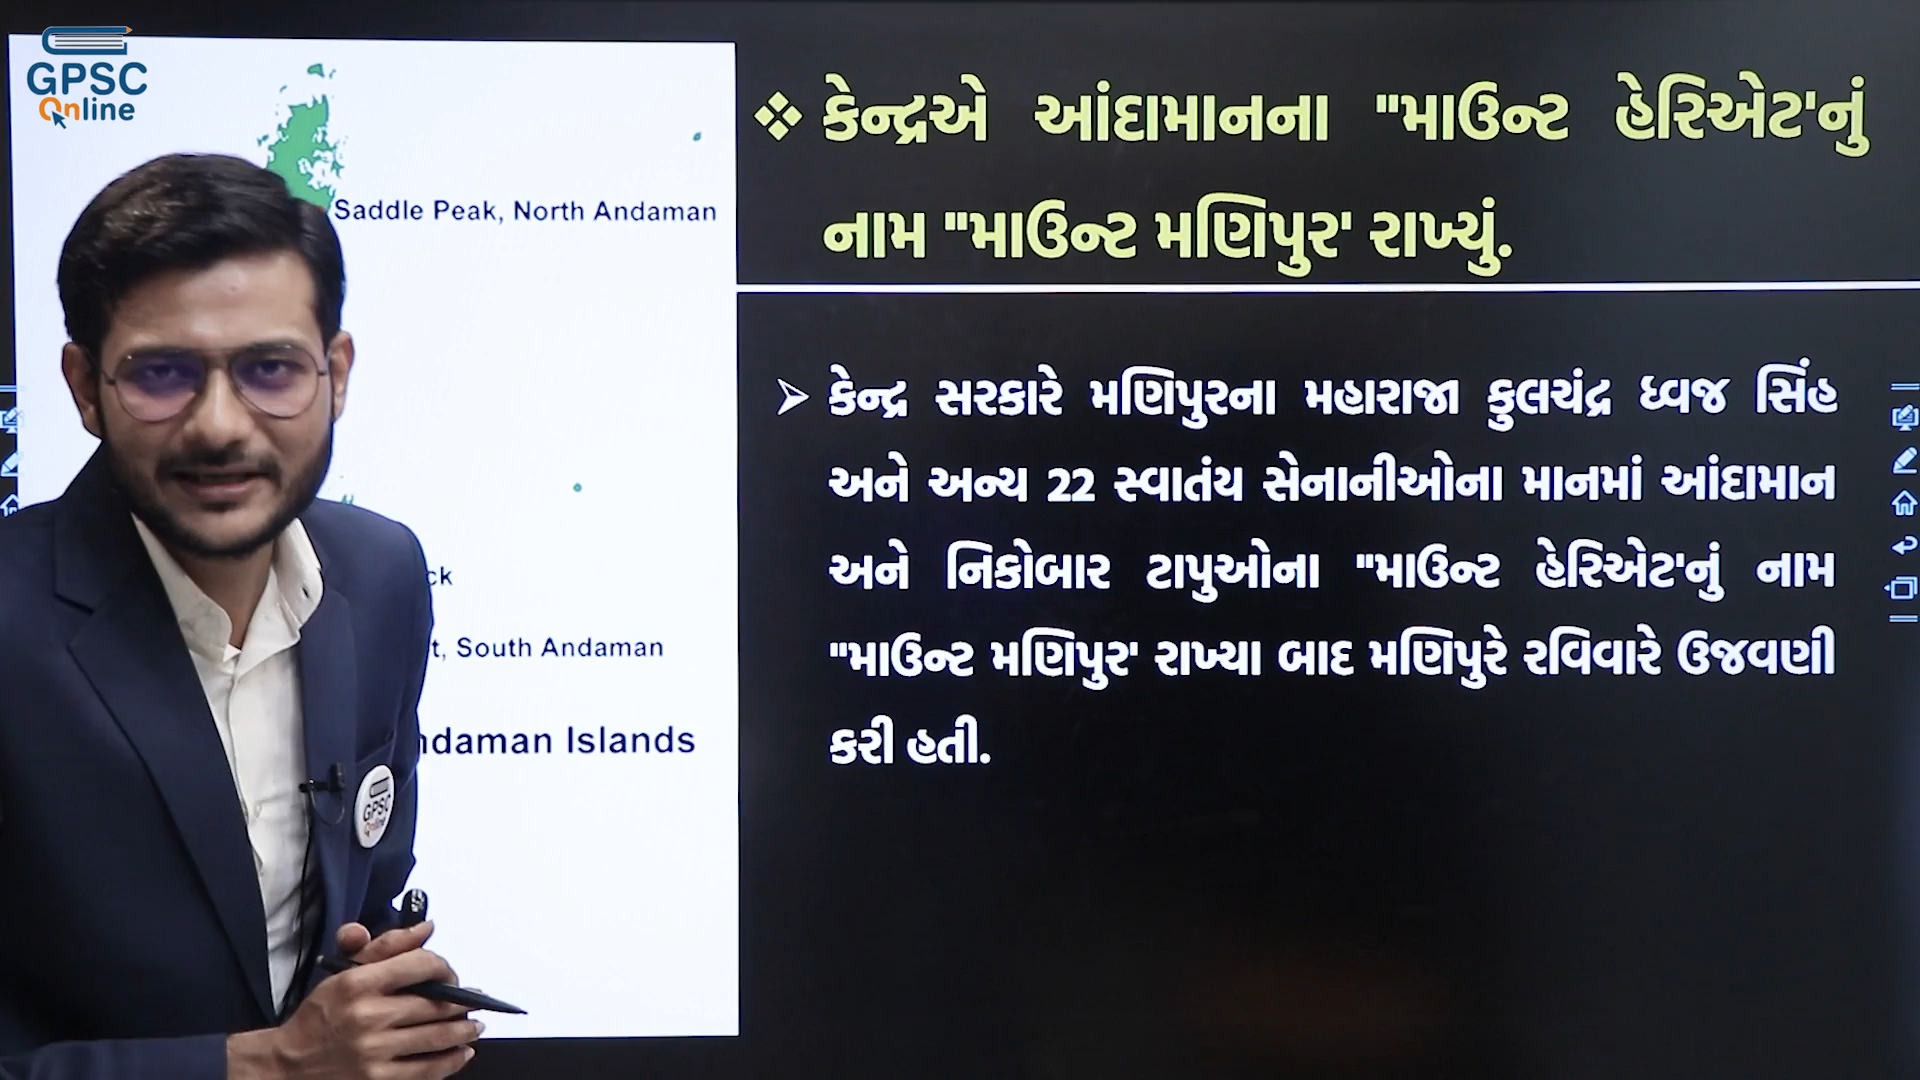 GPSC
Online
Saddle Peak, North Andaman
ck
t, South Andaman
ndaman Islands
GPSC
Online
❖ કેન્દ્રએ આંદામાનના "માઉન્ટ હેરિએટ'નું
નામ "માઉન્ટ મણિપુર' રાખ્યું.
➢ કેન્દ્ર સરકારે મણિપુરના મહારાજા કુલચંદ્ર ધ્વજ સિંહ
અને અન્ય 22 સ્વાતંય સેનાનીઓના માનમાં આંદામાન
અને નિકોબાર ટાપુઓના "માઉન્ટ હેરિએટ'નું નામ
"માઉન્ટ મણિપુર' રાખ્યા બાદ મણિપુરે રવિવારે ઉજવણી
કરી હતી.